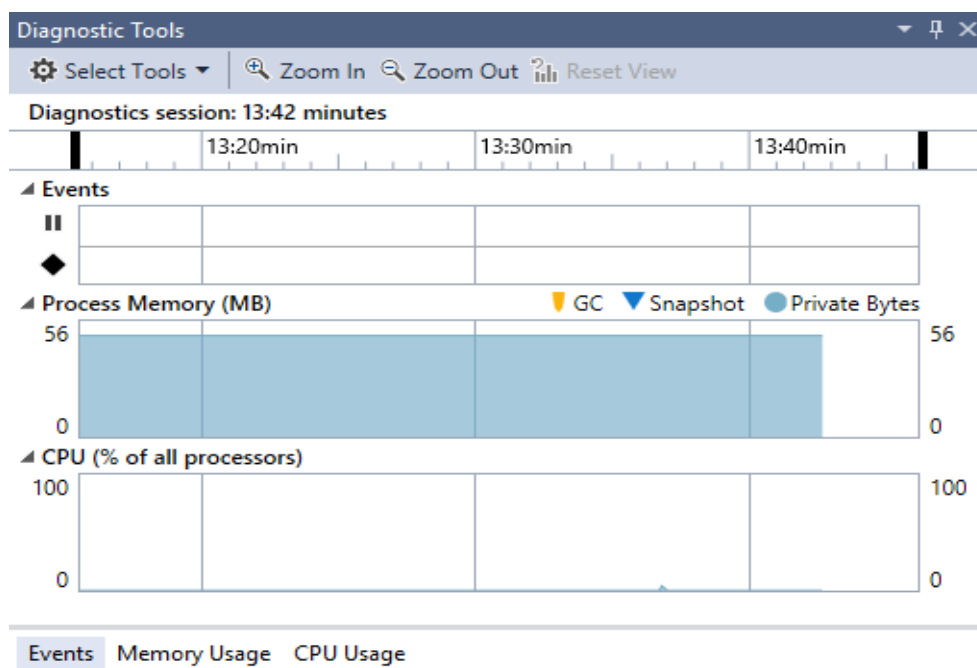 Diagnostic Tools
Select Tools Zoom In Zoom Out Reset View
Diagnostics session: 13:42 minutes
13:20min 13:30min 13:40min
Events
Process Memory (MB) GC Snapshot Private Bytes
56 56
0 0
CPU (% of all processors)
100 100
0 0
Events Memory Usage CPU Usage